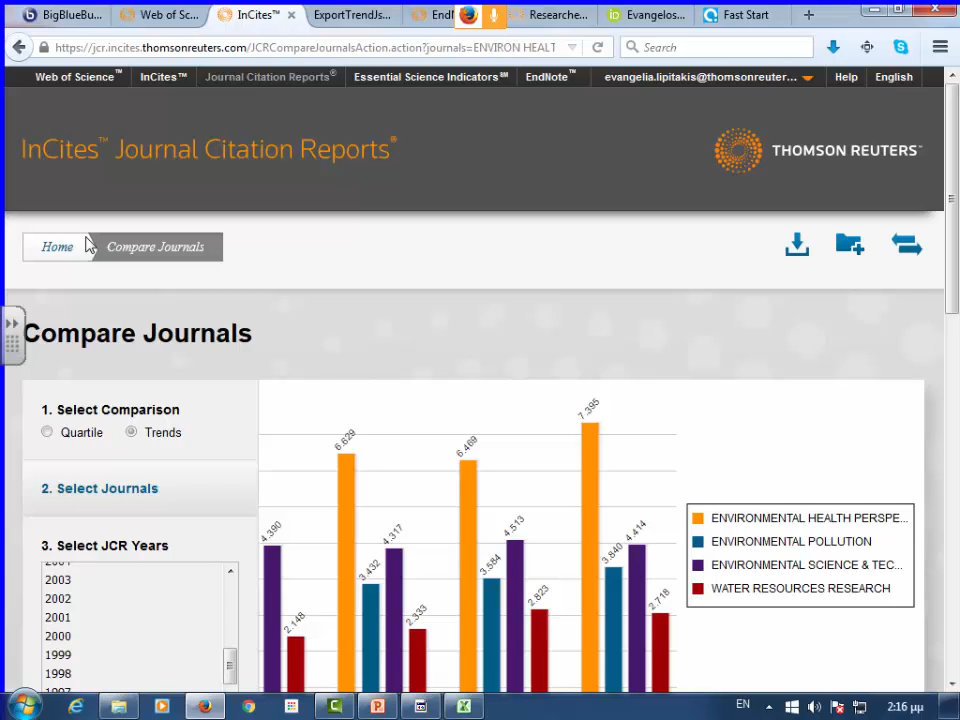 BigBlueBu...
Web of Sc...
InCites™
ExportTrendJs...
EndI
Researche...
Evangelos...
Fast Start
https://jcr.incites.thomsonreuters.com/JCRCompareJournalsAction.action?journals=ENVIRON HEALT
Search
Web of Science™
InCites™
Journal Citation Reports®
Essential Science Indicators℠
EndNote™
evangelia.lipitakis@thomsonreuter...
Help
English
InCites™ Journal Citation Reports®
THOMSON REUTERS™
Home
Compare Journals
Compare Journals
1. Select Comparison
Quartile
Trends
2. Select Journals
3. Select JCR Years
2003
2002
2001
2000
1999
1998
1997
4.390
2.148
6.629
3.432
4.317
2.333
6.469
3.584
4.513
2.823
7.395
3.840
4.414
2.718
ENVIRONMENTAL HEALTH PERSPE...
ENVIRONMENTAL POLLUTION
ENVIRONMENTAL SCIENCE & TEC...
WATER RESOURCES RESEARCH
EN
2:16 μμ